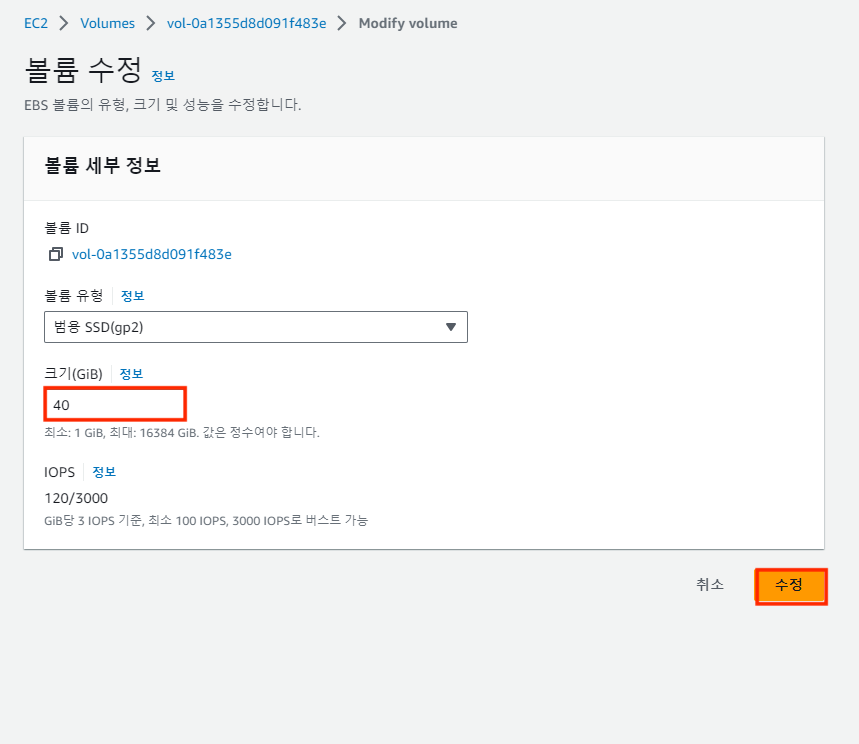 EC2 > Volumes > vol-0a1355d8d091f483e > Modify volume
볼륨 수정 정보
EBS 볼륨의 유형, 크기 및 성능을 수정합니다.
볼륨 세부 정보
볼륨 ID
vol-0a1355d8d091f483e
볼륨 유형 정보
범용 SSD(gp2)
크기(GiB) 정보
40
최소: 1 GiB, 최대: 16384 GiB. 값은 정수여야 합니다.
IOPS 정보
120/3000
GiB당 3 IOPS 기준, 최소 100 IOPS, 3000 IOPS로 버스트 가능
취소 수정